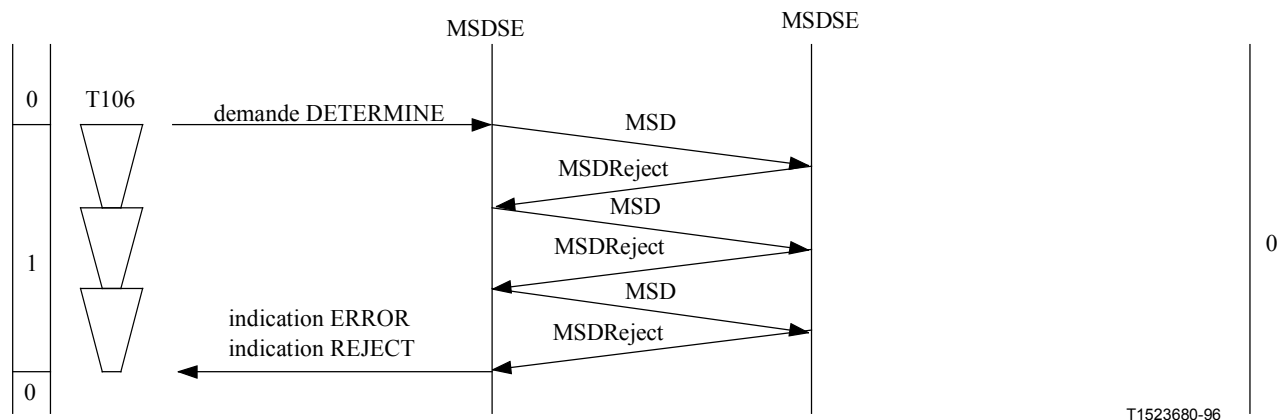 MSDSE
MSDSE
0
T106
demande DETERMINE
MSD
MSDReject
MSD
MSDReject
1
0
MSD
indication ERROR
MSDReject
indication REJECT
0
T1523680-96